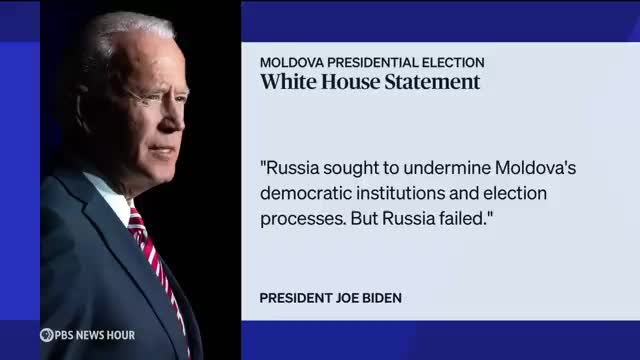 MOLDOVA PRESIDENTIAL ELECTION
White House Statement
"Russia sought to undermine Moldova's
democratic institutions and election
processes. But Russia failed."
PRESIDENT JOE BIDEN
PBS NEWS HOUR